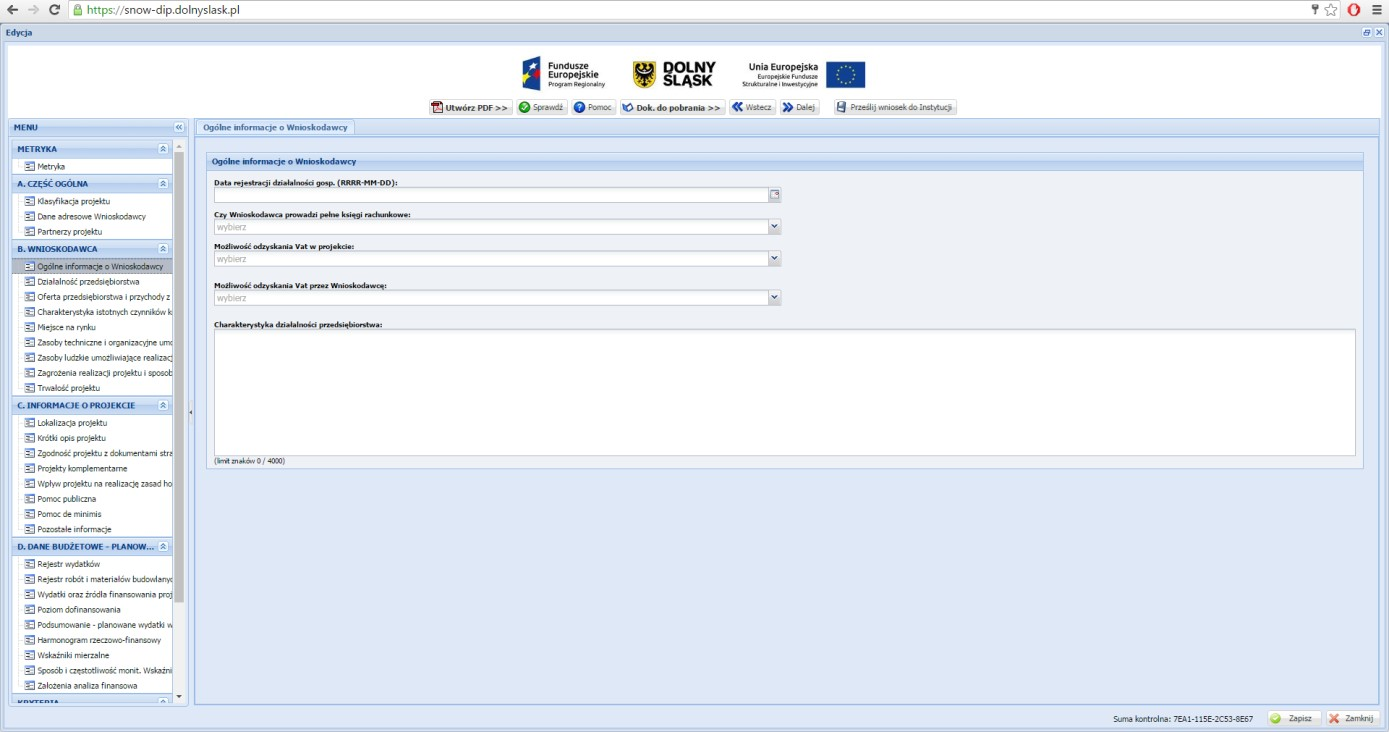 https://snow-dip.dolnyslask.pl
Edycja
Fundusze
Europejskie
Program Regionalny
DOLNY
ŚLĄSK
Unia Europejska
Europejskie Fundusze
Strukturalne i Inwestycyjne
Utwórz PDF >>
Sprawdź
Pomoc
Dok. do pobrania >>
Wstecz
Dalej
Prześlij wniosek do Instytucji
MENU
METRYKA
Metryka
A. CZĘŚĆ OGÓLNA
Klasyfikacja projektu
Dane adresowe Wnioskodawcy
Partnerzy projektu
B. WNIOSKODAWCA
Ogólne informacje o Wnioskodawcy
Działalność przedsiębiorstwa
Oferta przedsiębiorstwa i przychody z
Charakterystyka istotnych czynników k
Miejsce na rynku
Zasoby techniczne i organizacyjne umo
Zasoby ludzkie umożliwiające realizacj
Zagrożenia realizacji projektu i sposob
Trwałość projektu
C. INFORMACJE O PROJEKCIE
Lokalizacja projektu
Krótki opis projektu
Zgodność projektu z dokumentami stra
Projekty komplementarne
Wpływ projektu na realizację zasad ho
Pomoc publiczna
Pomoc de minimis
Pozostałe informacje
D. DANE BUDŻETOWE – PLANOW...
Rejestr wydatków
Rejestr robót i materiałów budowlanyc
Wydatki oraz źródła finansowania proj
Poziom dofinansowania
Podsumowanie - planowane wydatki w
Harmonogram rzeczowo-finansowy
Wskaźniki mierzalne
Sposób i częstotliwość monit. Wskaźni
Założenia analiza finansowa
KRYTERIA
Ogólne informacje o Wnioskodawcy
Ogólne informacje o Wnioskodawcy
Data rejestracji działalności gosp. (RRRR-MM-DD):
Czy Wnioskodawca prowadzi pełne księgi rachunkowe:
wybierz
Możliwość odzyskania Vat w projekcie:
wybierz
Możliwość odzyskania Vat przez Wnioskodawcę:
wybierz
Charakterystyka działalności przedsiębiorstwa:
(limit znaków 0 / 4000)
Suma kontrolna: 7EA1-115E-2C53-8E67
Zapisz
Zamknij